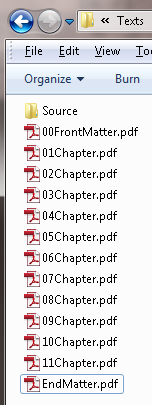 Texts
File Edit View Too
Organize Burn
Source
00FrontMatter.pdf
01Chapter.pdf
02Chapter.pdf
03Chapter.pdf
04Chapter.pdf
05Chapter.pdf
06Chapter.pdf
07Chapter.pdf
08Chapter.pdf
09Chapter.pdf
10Chapter.pdf
11Chapter.pdf
EndMatter.pdf